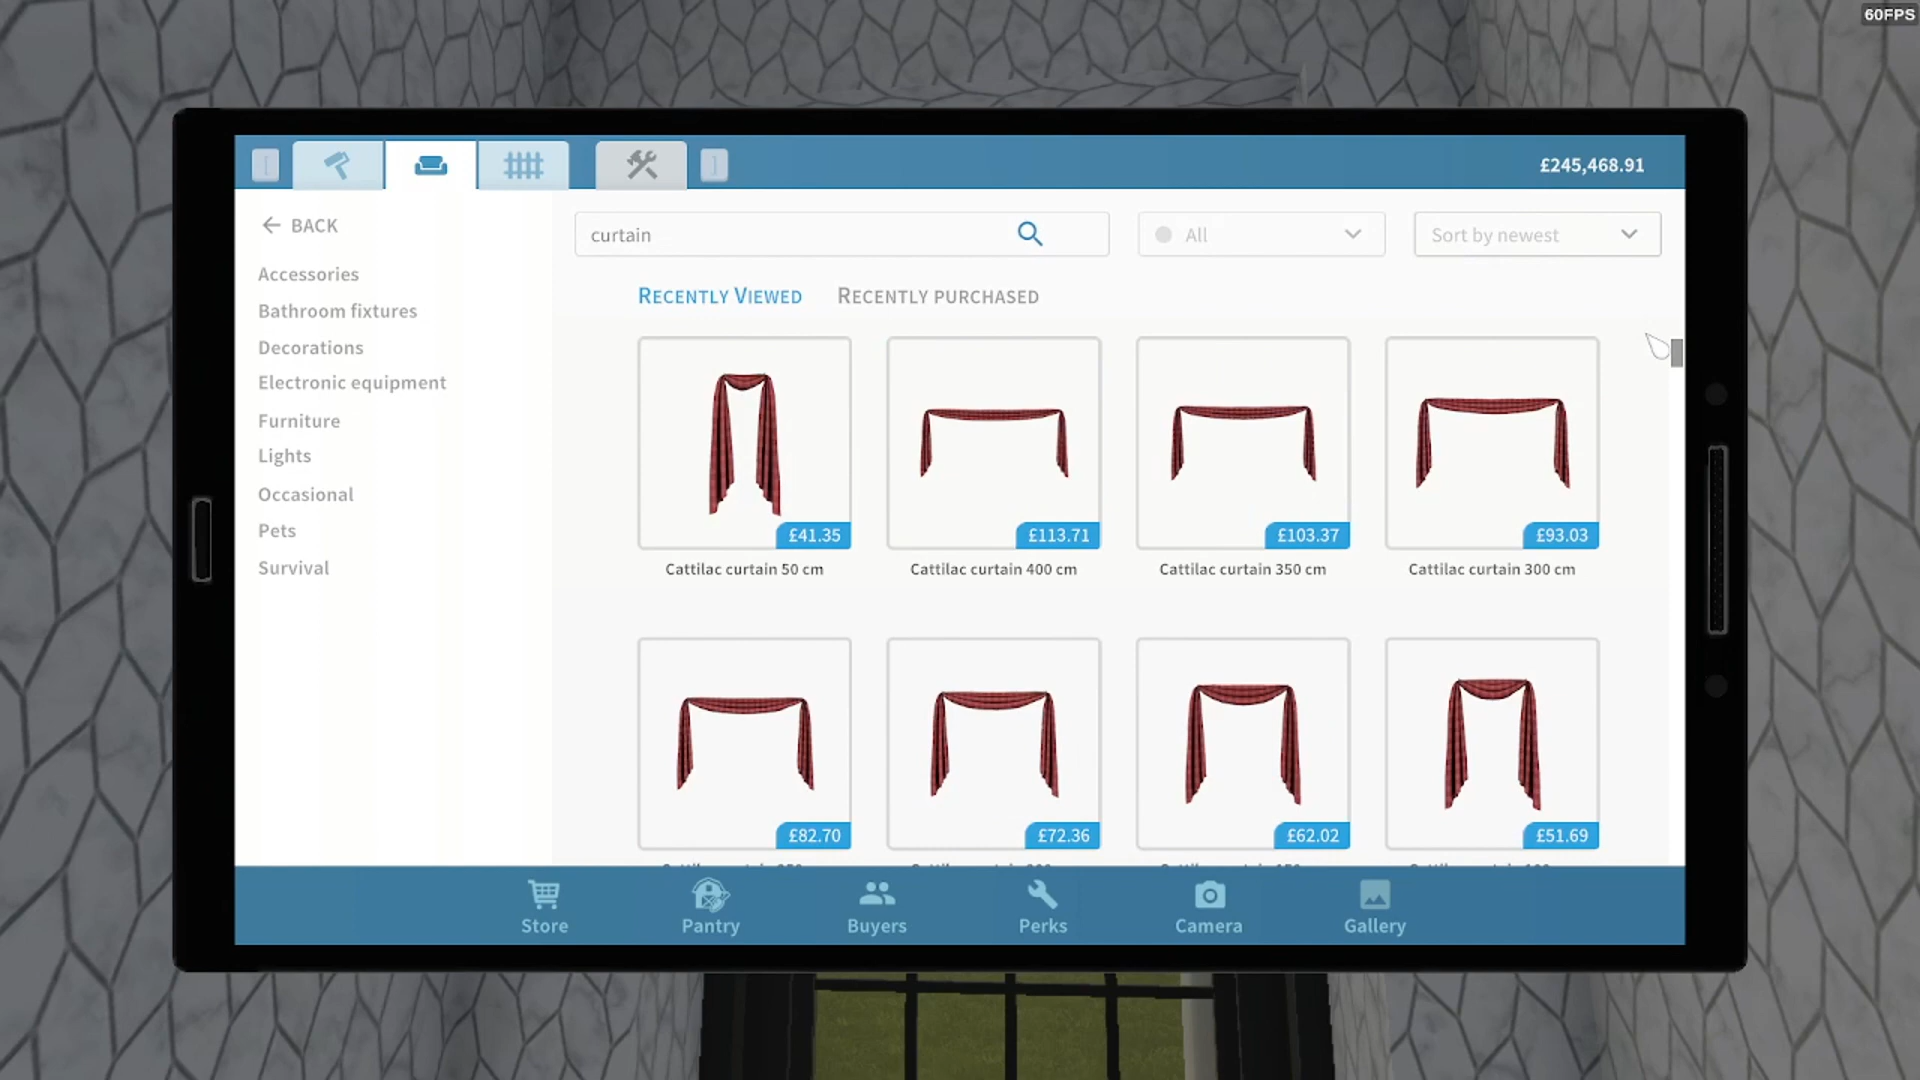 60FPS
£245,468.91
BACK
curtain
All
Sort by newest
Accessories
Bathroom fixtures
Decorations
Electronic equipment
Furniture
Lights
Occasional
Pets
Survival
RECENTLY VIEWED
RECENTLY PURCHASED
£41.35
£113.71
£103.37
£93.03
Cattilac curtain 50 cm
Cattilac curtain 400 cm
Cattilac curtain 350 cm
Cattilac curtain 300 cm
£82.70
£72.36
£62.02
£51.69
Store
Pantry
Buyers
Perks
Camera
Gallery